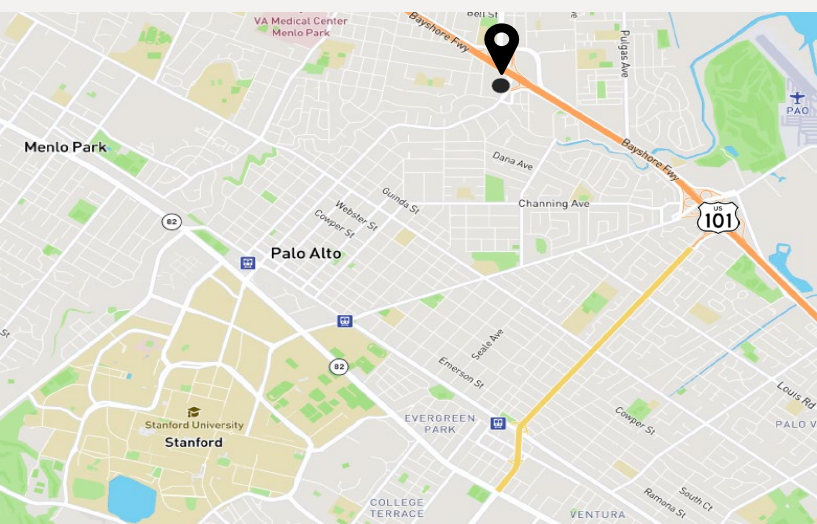 Bell St
VA Medical Center
Menlo Park
Bayshore Fwy
Pulgas Ave
PAO
Menlo Park
Bayshore Fwy
Dana Ave
Guinda St
Channing Ave
Webster St
Cowper St
82
US
101
Palo Alto
St
Seale Ave
82
Emerson St
Louis Rd
Stanford University
Stanford
EVERGREEN
PARK
Cowper St
PALO V
COLLEGE
TERRACE
South Ct
Ramona St
VENTURA